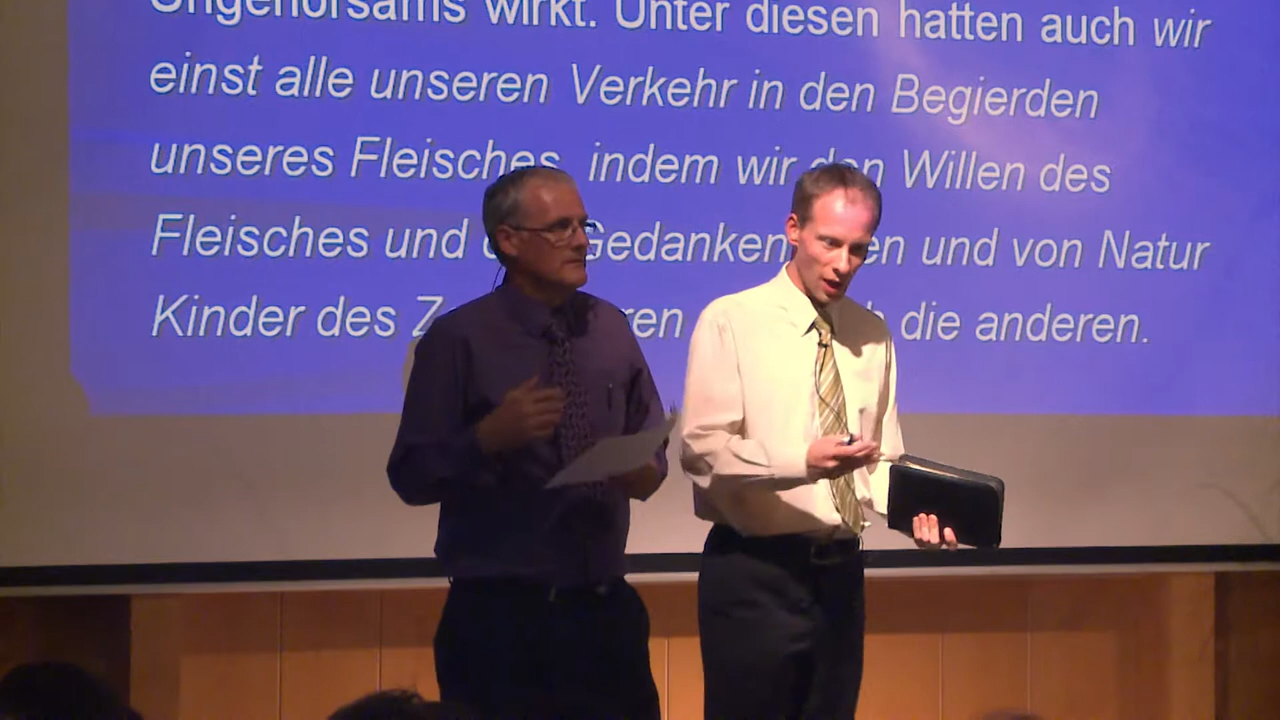 Ungehorsams wirkt. Unter diesen hatten auch wir
einst alle unseren Verkehr in den Begierden
unseres Fleisches, indem wir den Willen des
Fleisches und Gedanken und von Natur
Kinder des die anderen.